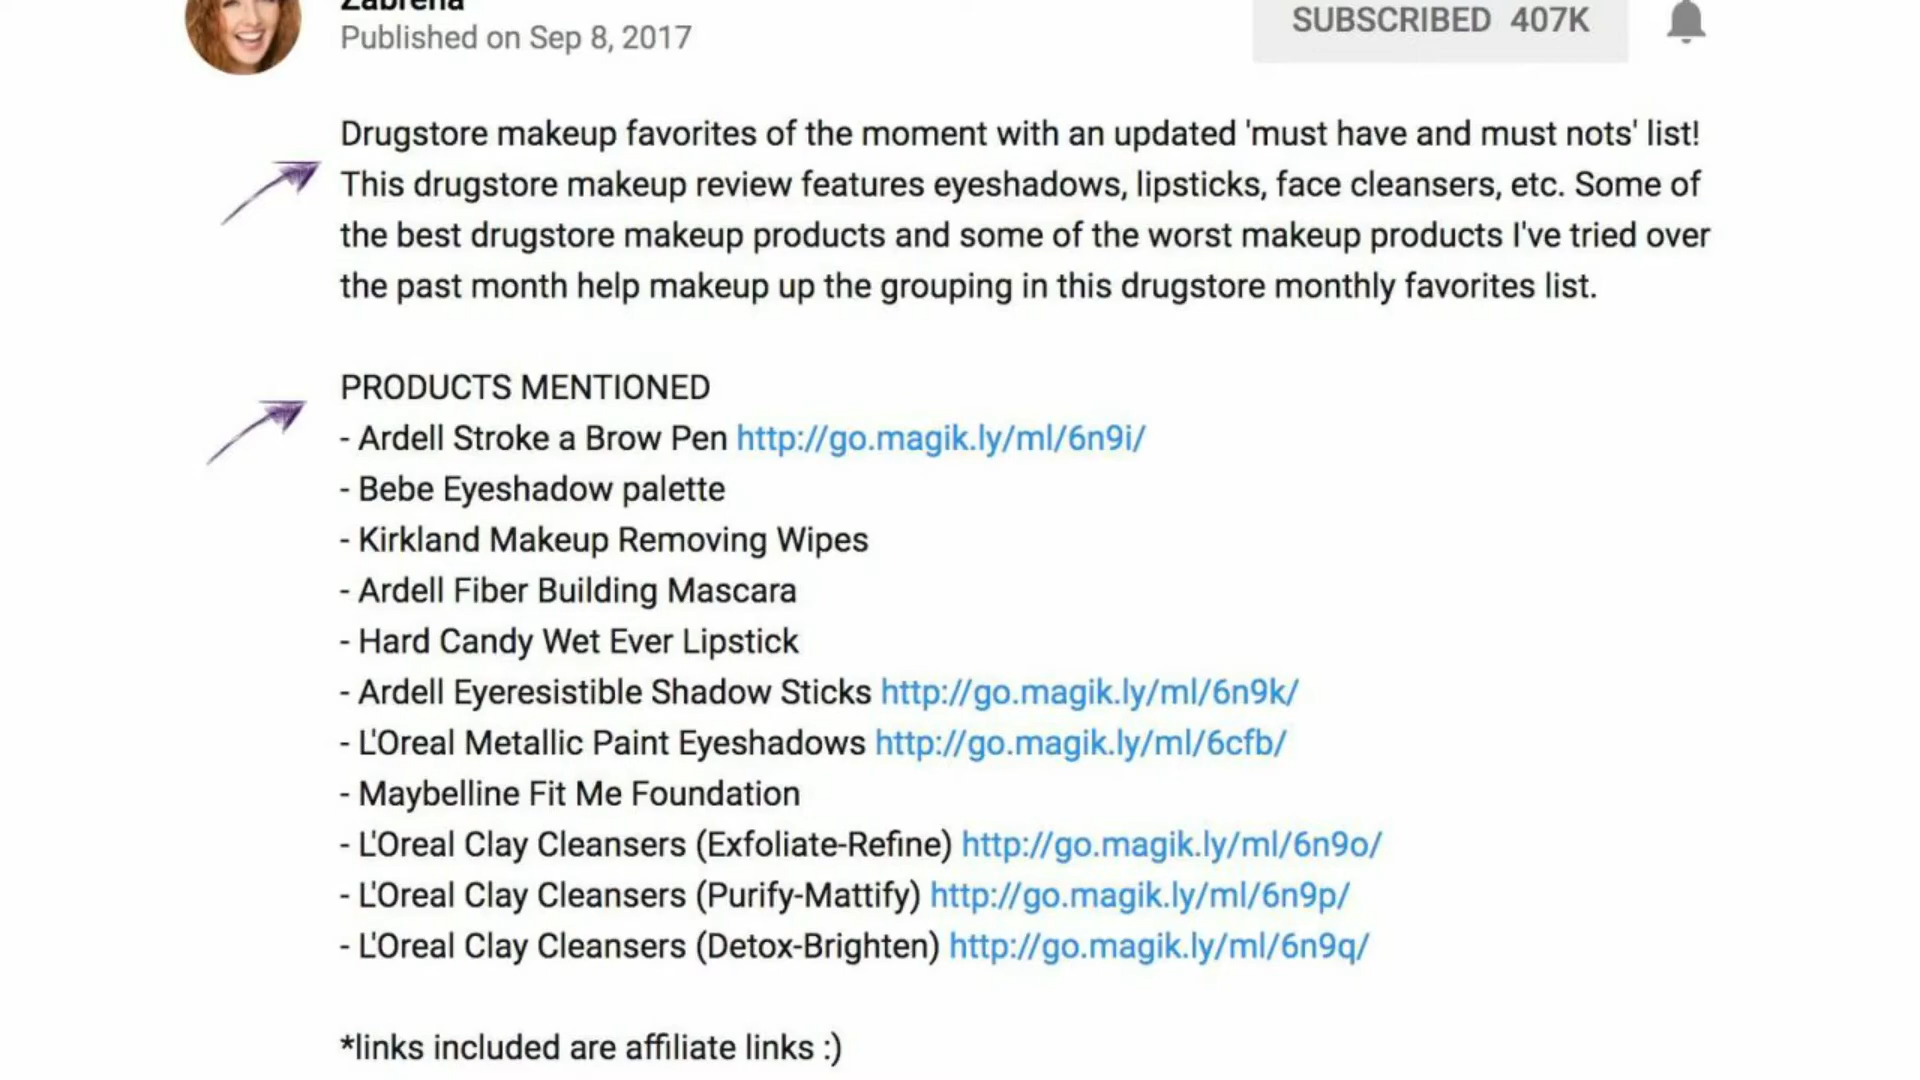 Zabrena
Published on Sep 8, 2017
SUBSCRIBED 407K
Drugstore makeup favorites of the moment with an updated 'must have and must nots' list!
This drugstore makeup review features eyeshadows, lipsticks, face cleansers, etc. Some of
the best drugstore makeup products and some of the worst makeup products I've tried over
the past month help makeup up the grouping in this drugstore monthly favorites list.
PRODUCTS MENTIONED
- Ardell Stroke a Brow Pen http://go.magik.ly/ml/6n9i/
- Bebe Eyeshadow palette
- Kirkland Makeup Removing Wipes
- Ardell Fiber Building Mascara
- Hard Candy Wet Ever Lipstick
- Ardell Eyeresistible Shadow Sticks http://go.magik.ly/ml/6n9k/
- L'Oreal Metallic Paint Eyeshadows http://go.magik.ly/ml/6cfb/
- Maybelline Fit Me Foundation
- L'Oreal Clay Cleansers (Exfoliate-Refine) http://go.magik.ly/ml/6n9o/
- L'Oreal Clay Cleansers (Purify-Mattify) http://go.magik.ly/ml/6n9p/
- L'Oreal Clay Cleansers (Detox-Brighten) http://go.magik.ly/ml/6n9q/
*links included are affiliate links :)